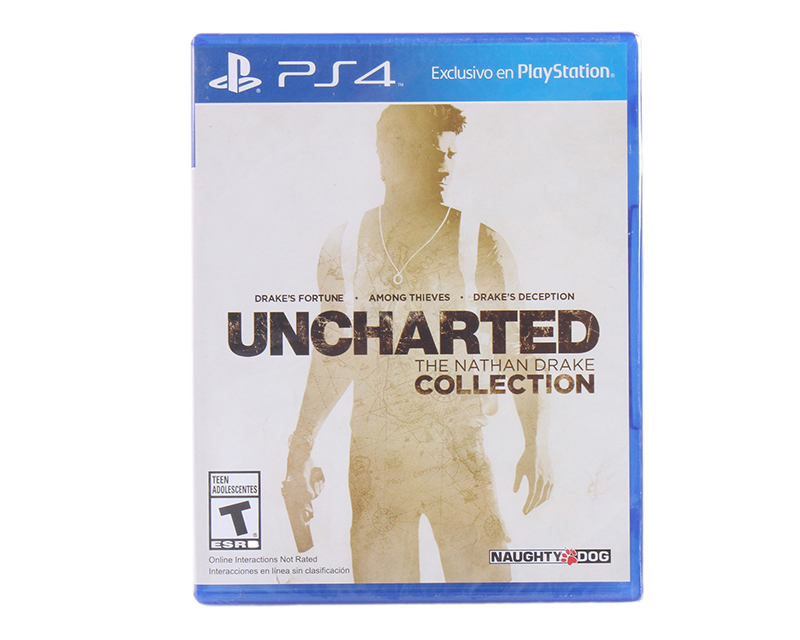 PS4™ Exclusivo en PlayStation®
DRAKE'S FORTUNE • AMONG THIEVES • DRAKE'S DECEPTION
UNCHARTED
THE NATHAN DRAKE
COLLECTION
TEEN
ADOLESCENTES
T
ESRB
Online Interactions Not Rated
Interacciones en línea sin clasificación
NAUGHTY DOG